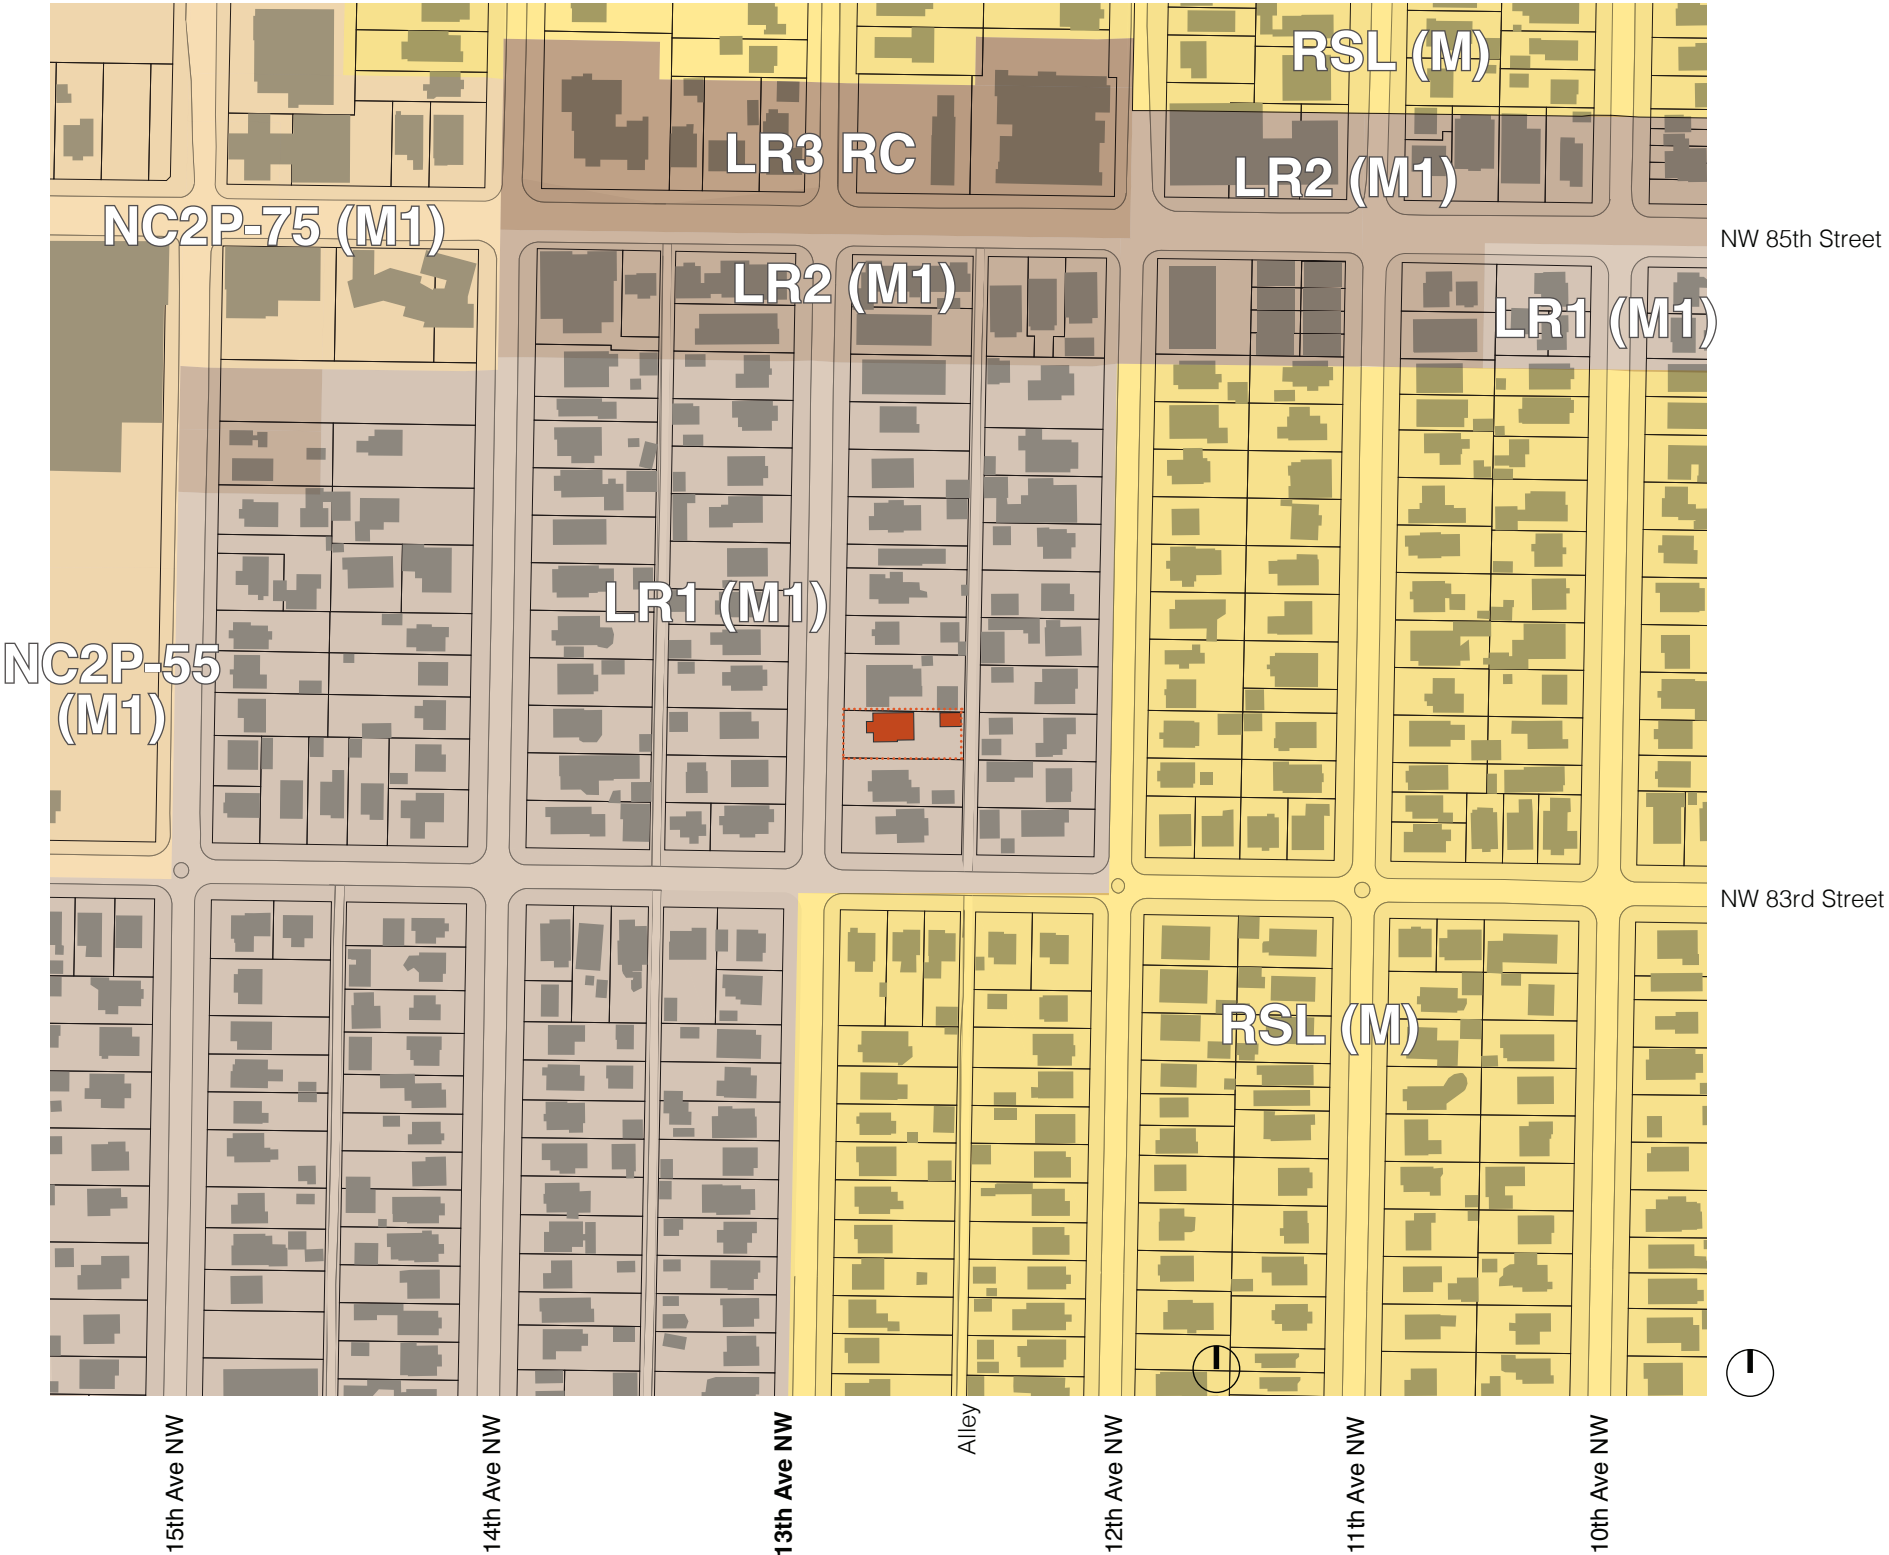 RSL (M)
LR3 RC
LR2 (M1)
NC2P-75 (M1)
NW 85th Street
LR2 (M1)
LR1 (M1)
LR1 (M1)
NC2P-55
(M1)
NW 83rd Street
RSL (M)
15th Ave NW
14th Ave NW
13th Ave NW
Alley
12th Ave NW
11th Ave NW
10th Ave NW